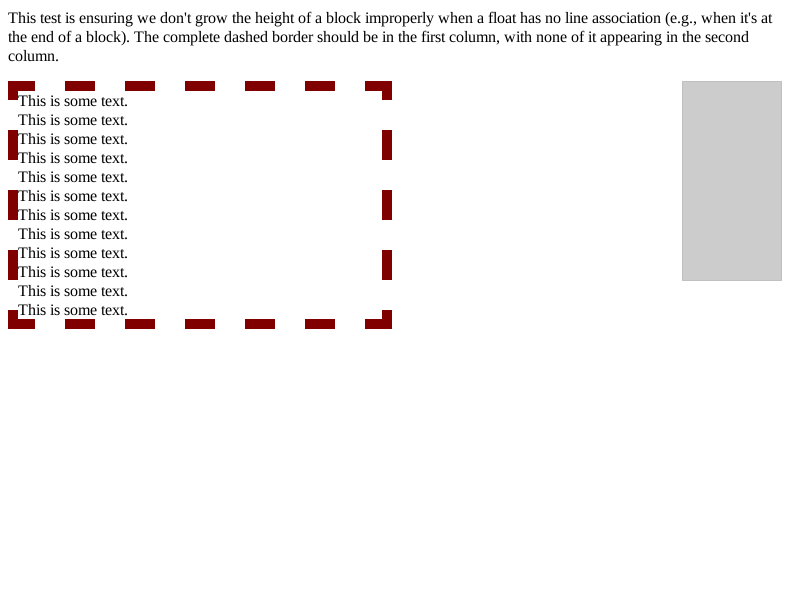 This test is ensuring we don't grow the height of a block improperly when a float has no line association (e.g., when it's at
the end of a block). The complete dashed border should be in the first column, with none of it appearing in the second
column.
This is some text.
This is some text.
This is some text.
This is some text.
This is some text.
This is some text.
This is some text.
This is some text.
This is some text.
This is some text.
This is some text.
This is some text.